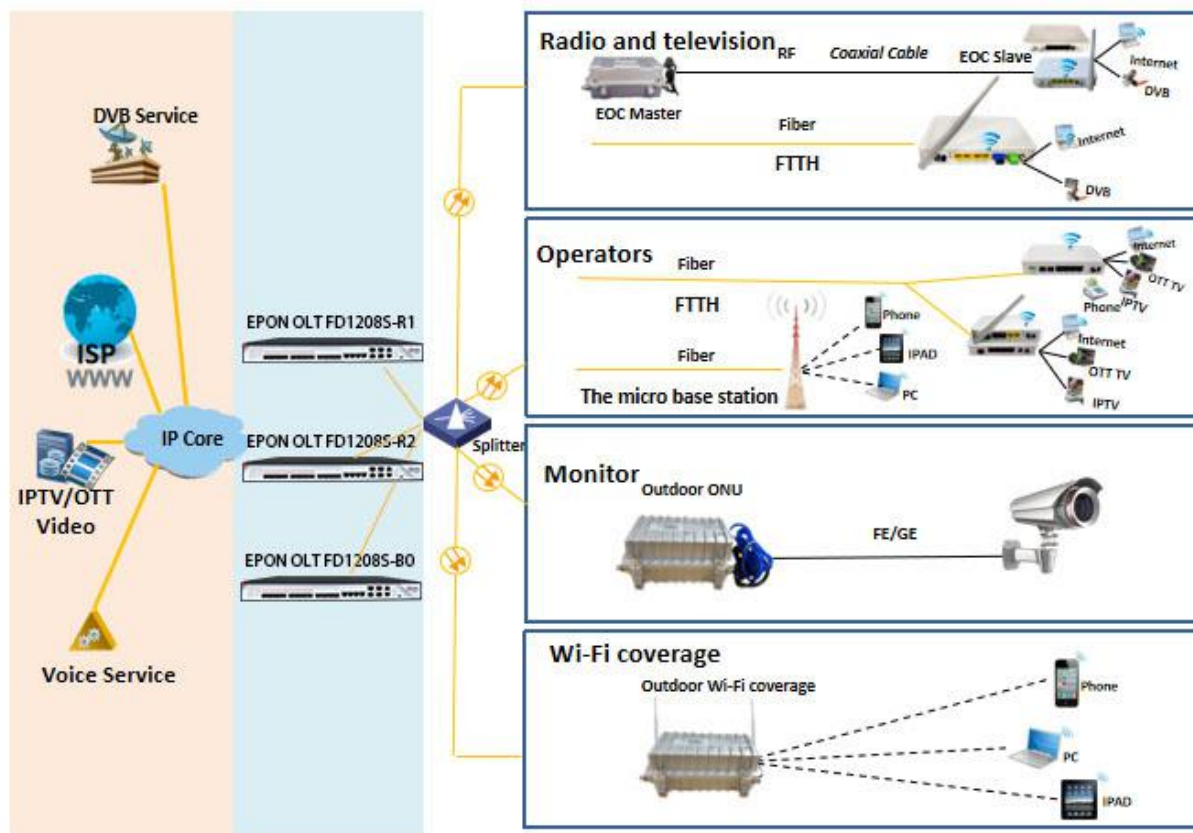 DVB Service
ISP
WWW
IP Core
IPTV/OTT
Video
Voice Service
EPON OLT FD1208S-R1
EPON OLT FD1208S-R2
EPON OLT FD1208S-B0
Splitter
Radio and television
RF
Coaxial Cable
EOC Slave
EOC Master
Internet
DVB
Fiber
FTTH
Internet
DVB
Operators
Fiber
FTTH
Internet
OTT TV
IPTV
Phone
Internet
OTT TV
IPTV
Fiber
The micro base station
Phone
IPAD
PC
Monitor
Outdoor ONU
FE/GE
Wi-Fi coverage
Outdoor Wi-Fi coverage
Phone
PC
IPAD